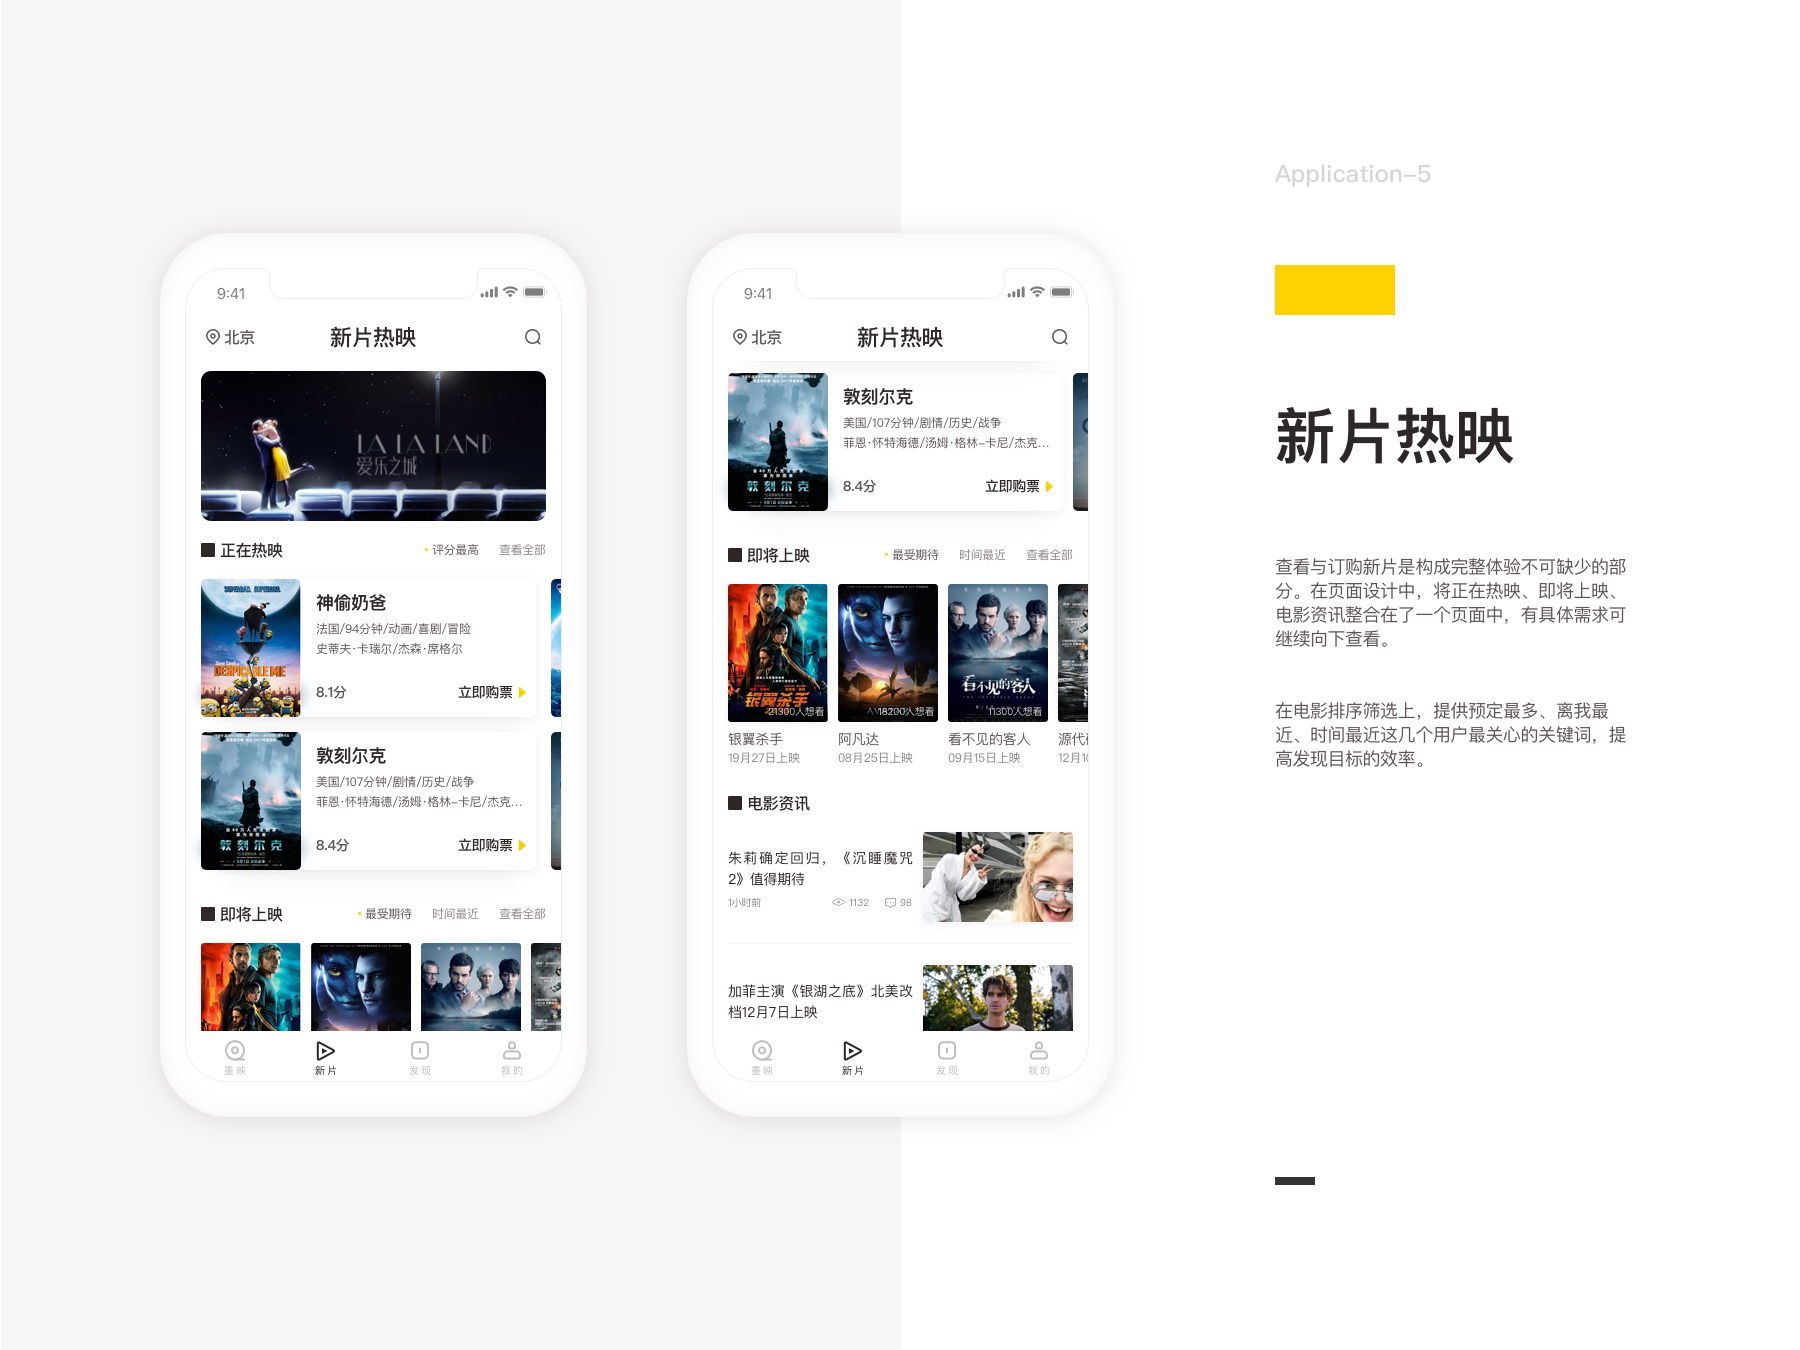 Application–5
新片热映
查看与订购新片是构成完整体验不可缺少的部
分。在页面设计中，将正在热映、即将上映、
电影资讯整合在了一个页面中，有具体需求可
继续向下查看。
在电影排序筛选上，提供预定最多、离我最
近、时间最近这几个用户最关心的关键词，提
高发现目标的效率。
9:41
北京
新片热映
LA LA LAND
爱乐之城
正在热映
评分最高
查看全部
DESPICABLE ME
神偷奶爸
法国/94分钟/动画/喜剧/冒险
史蒂夫·卡瑞尔/杰森·席格尔
8.1分
立即购票
敦刻尔克
敦刻尔克
美国/107分钟/剧情/历史/战争
菲恩·怀特海德/汤姆·格林–卡尼/杰克...
8.4分
立即购票
即将上映
最受期待
时间最近
查看全部
重映
新片
发现
我的
9:41
北京
新片热映
敦刻尔克
敦刻尔克
美国/107分钟/剧情/历史/战争
菲恩·怀特海德/汤姆·格林–卡尼/杰克...
8.4分
立即购票
即将上映
最受期待
时间最近
查看全部
银翼杀手
21300人想看
18200人想看
看不见的客人
11300人想看
银翼杀手
19月27日上映
阿凡达
08月25日上映
看不见的客人
09月15日上映
源代
12月1
电影资讯
朱莉确定回归，《沉睡魔咒
2》值得期待
1小时前
1132
98
加菲主演《银湖之底》北美改
档12月7日上映
重映
新片
发现
我的